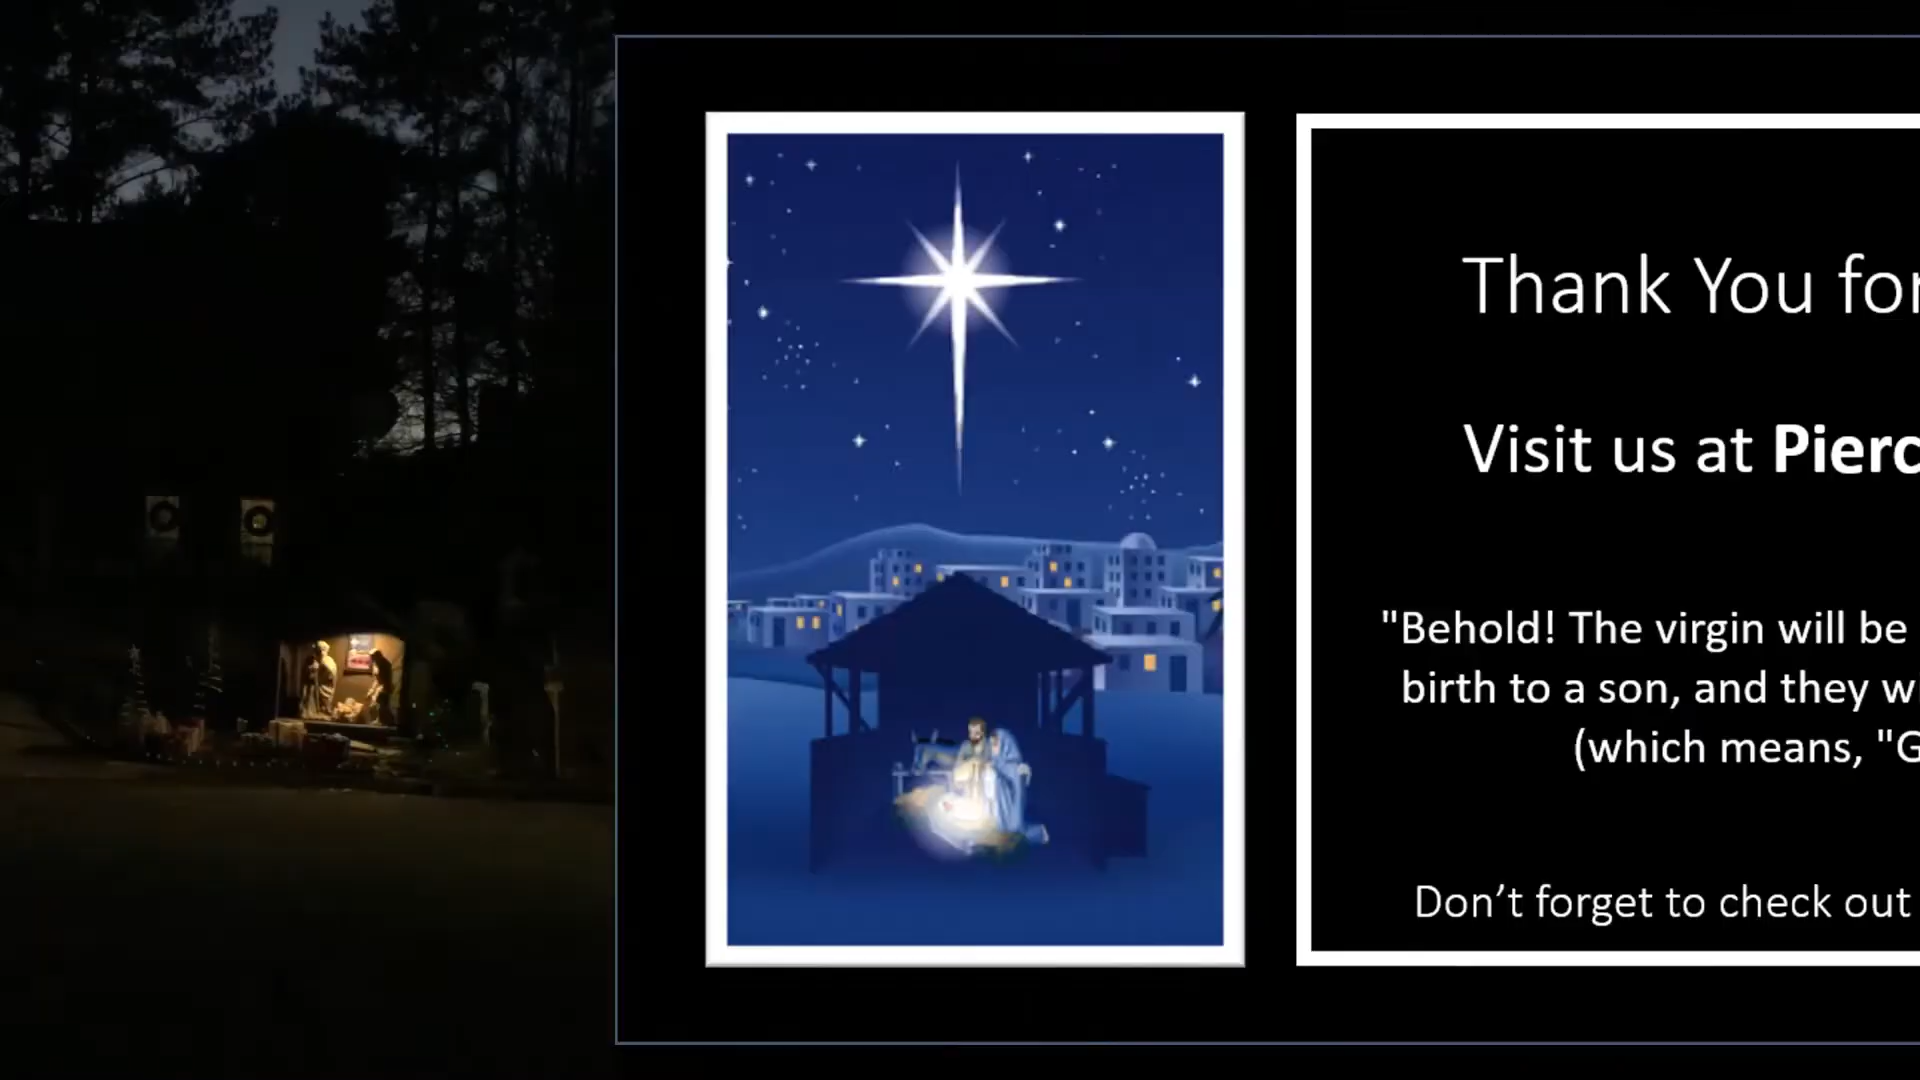 Thank You for
Visit us at Pierc
"Behold! The virgin will be
birth to a son, and they w
(which means, "G
Don’t forget to check out